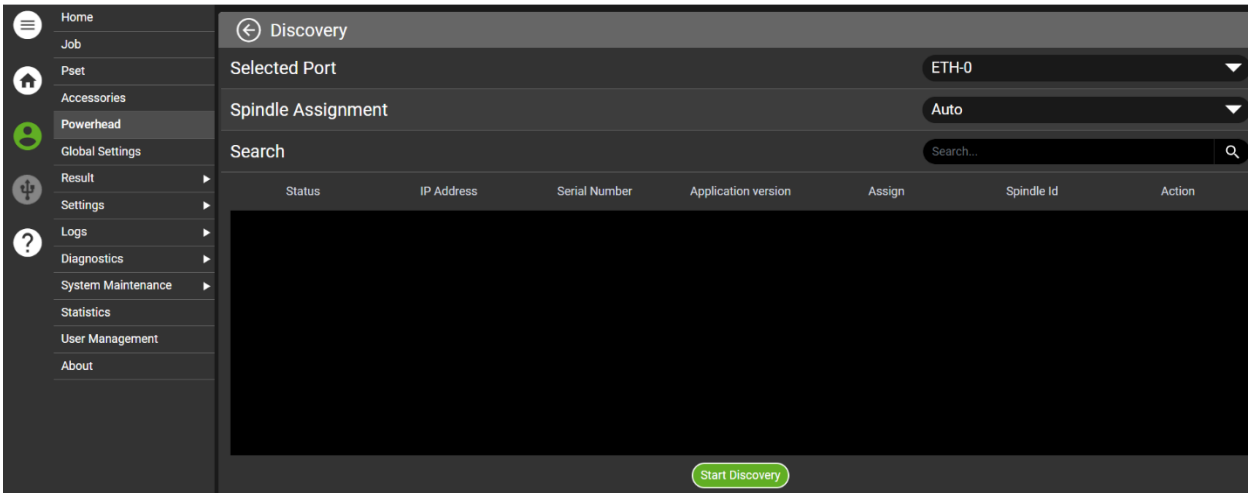 Home
Job
Pset
Accessories
Powerhead
Global Settings
Result
Settings
Logs
Diagnostics
System Maintenance
Statistics
User Management
About
Discovery
Selected Port ETH-0
Spindle Assignment Auto
Search Search...
Status IP Address Serial Number Application version Assign Spindle Id Action
Start Discovery